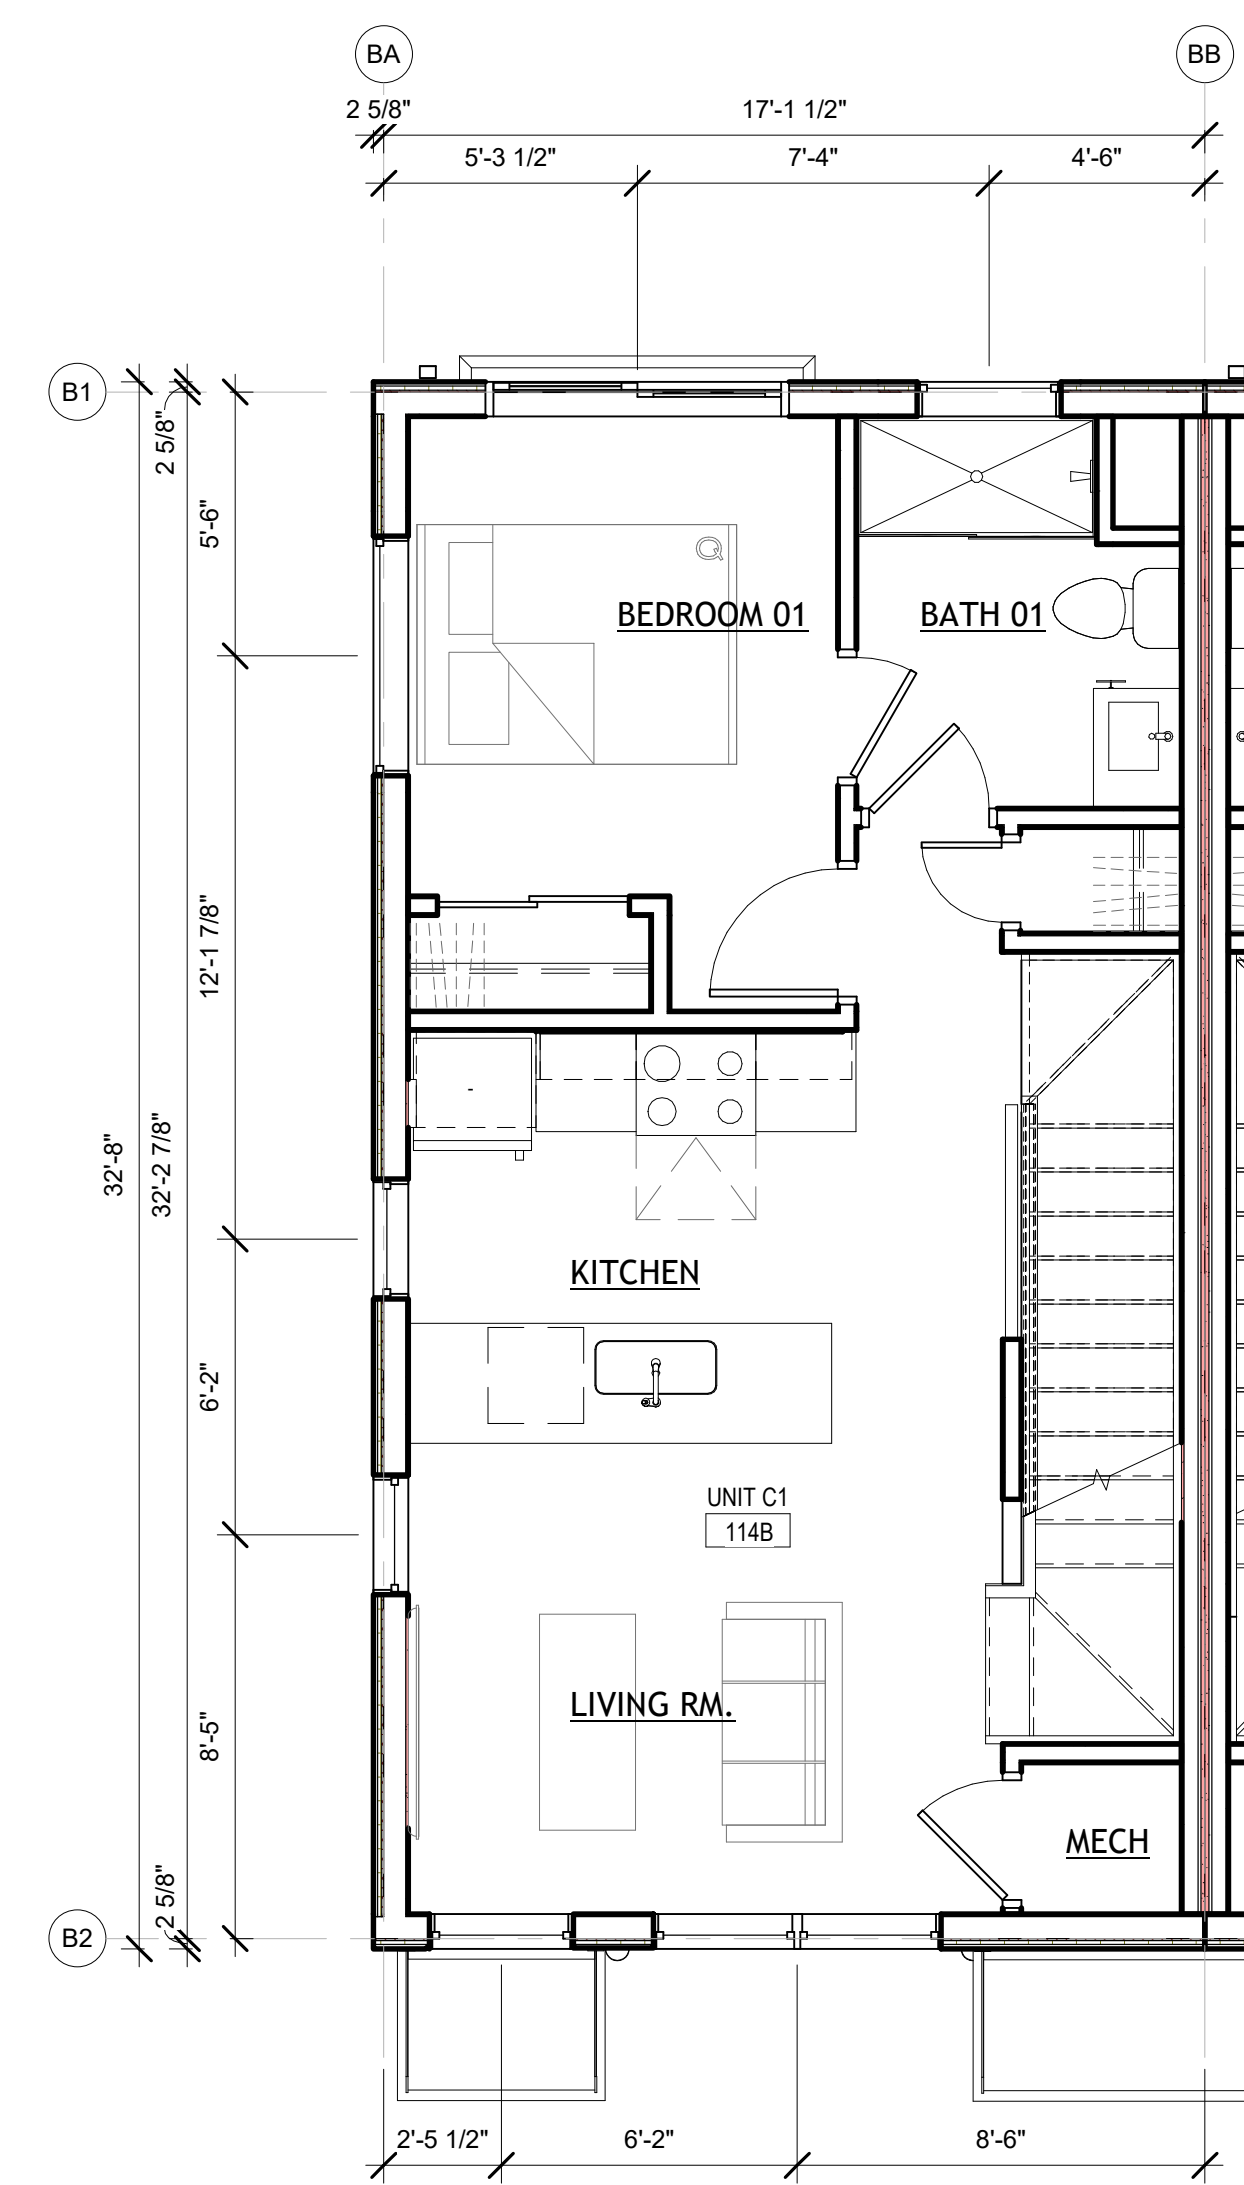 BA
BB
2 5/8"
17'-1 1/2"
5'-3 1/2"
7'-4"
4'-6"
B1
2 5/8"
5'-6"
Q
BEDROOM 01
BATH 01
12'-1 7/8"
32'-8"
32'-2 7/8"
KITCHEN
6'-2"
UNIT C1
114B
LIVING RM.
8'-5"
MECH
2 5/8"
B2
2'-5 1/2"
6'-2"
8'-6"